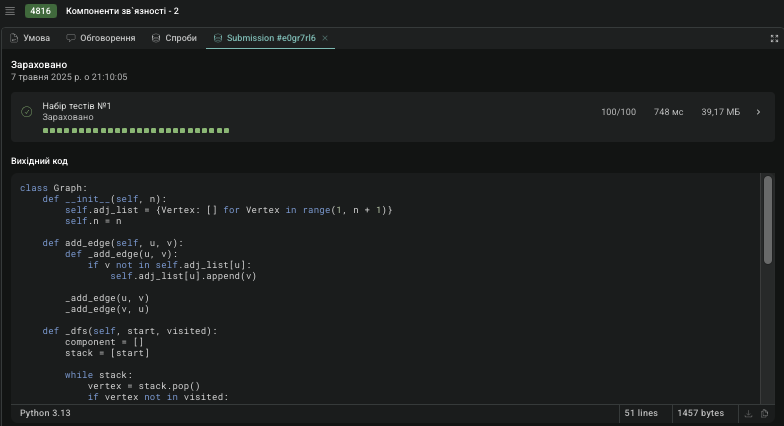 4816 Компоненти зв`язності - 2
Умова Обговорення Спроби Submission #e0gr7rl6
Зараховано
7 травня 2025 р. о 21:10:05
Набір тестів №1
Зараховано
100/100 748 мс 39,17 МБ
Вихідний код
class Graph:
    def __init__(self, n):
        self.adj_list = {Vertex: [] for Vertex in range(1, n + 1)}
        self.n = n
    def add_edge(self, u, v):
        def _add_edge(u, v):
            if v not in self.adj_list[u]:
                self.adj_list[u].append(v)
        _add_edge(u, v)
        _add_edge(v, u)
    def _dfs(self, start, visited):
        component = []
        stack = [start]
        while stack:
            vertex = stack.pop()
            if vertex not in visited:
Python 3.13 51 lines 1457 bytes